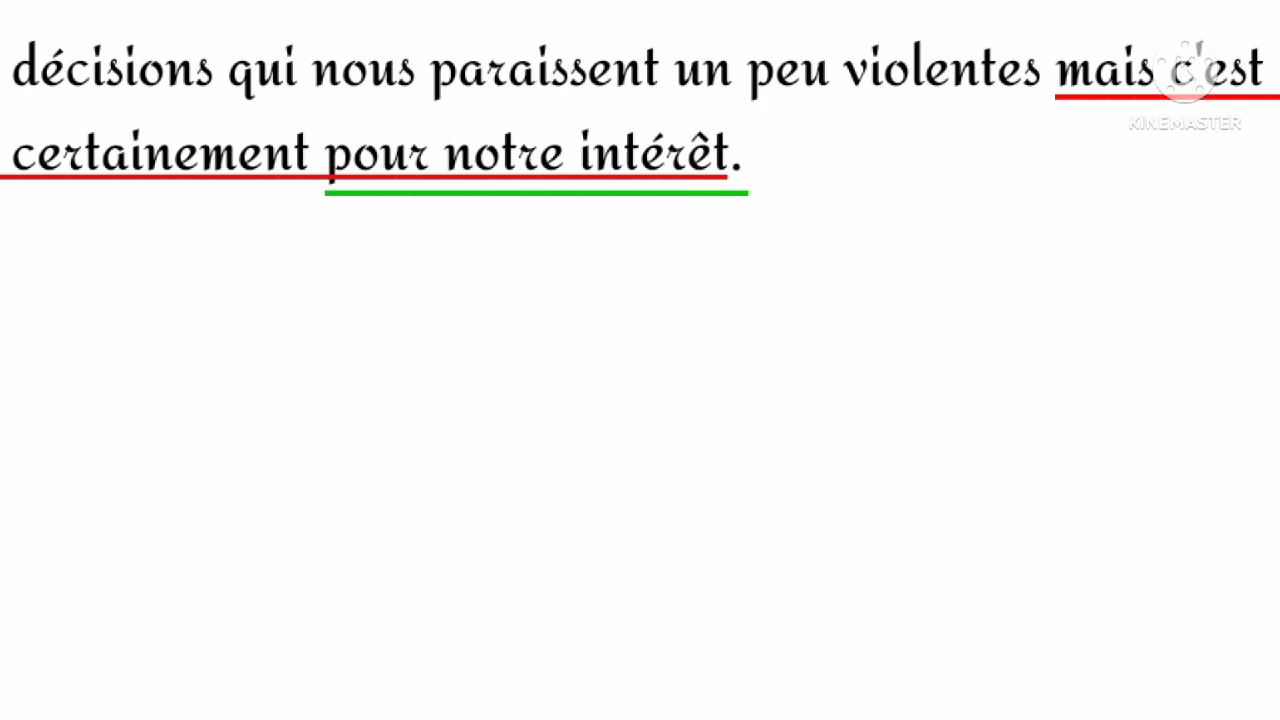 décisions qui nous paraissent un peu violentes mais c'est
certainement pour notre intérêt.
KINEMASTER